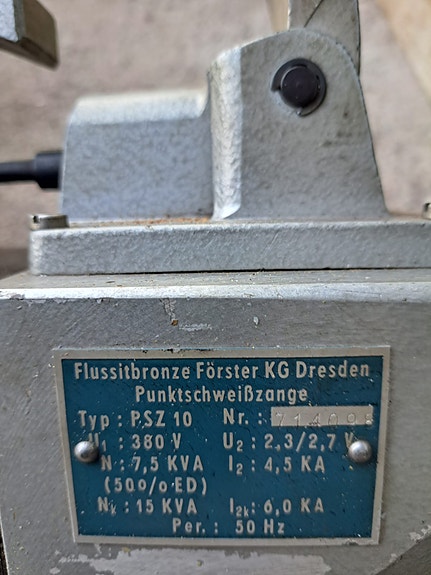 Flussitbronze Förster KG Dresden
Punktschweißzange
Typ : PSZ 10 Nr. :
U₁ : 380 V U₂ : 2,3/2,7 V
N : 7,5 KVA I₂ : 4,5 KA
(50%ED)
Nₖ : 15 KVA I₂ₖ : 6,0 KA
Per. : 50 Hz